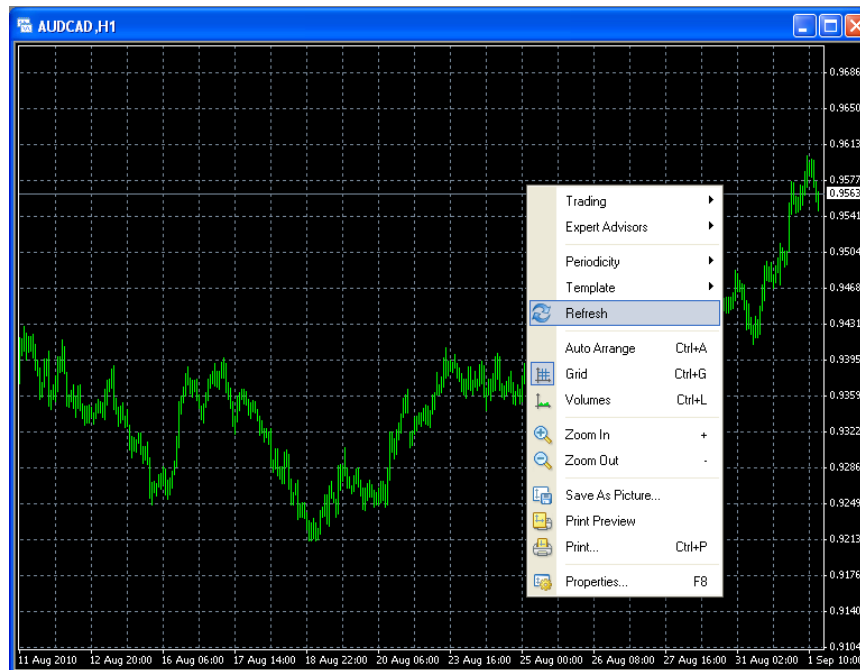 AUDCAD,H1
0.9686
0.9650
0.9613
0.9577
0.9563
0.9541
0.9504
0.9468
0.9431
0.9395
0.9359
0.9322
0.9286
0.9249
0.9213
0.9176
0.9140
0.9104
Trading
Expert Advisors
Periodicity
Template
Refresh
Auto Arrange Ctrl+A
Grid Ctrl+G
Volumes Ctrl+L
Zoom In +
Zoom Out -
Save As Picture...
Print Preview
Print... Ctrl+P
Properties... F8
11 Aug 2010 12 Aug 20:00 16 Aug 06:00 17 Aug 14:00 18 Aug 22:00 20 Aug 06:00 23 Aug 16:00 25 Aug 00:00 26 Aug 08:00 27 Aug 16:00 31 Aug 02:00 1 Sep 10:0